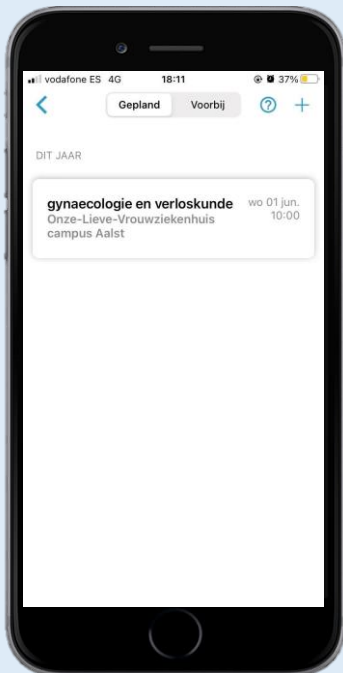 vodafone ES 4G 18:11 37%
Gepland Voorbij ? +
DIT JAAR
gynaecologie en verloskunde wo 01 jun.
Onze-Lieve-Vrouwziekenhuis 10:00
campus Aalst